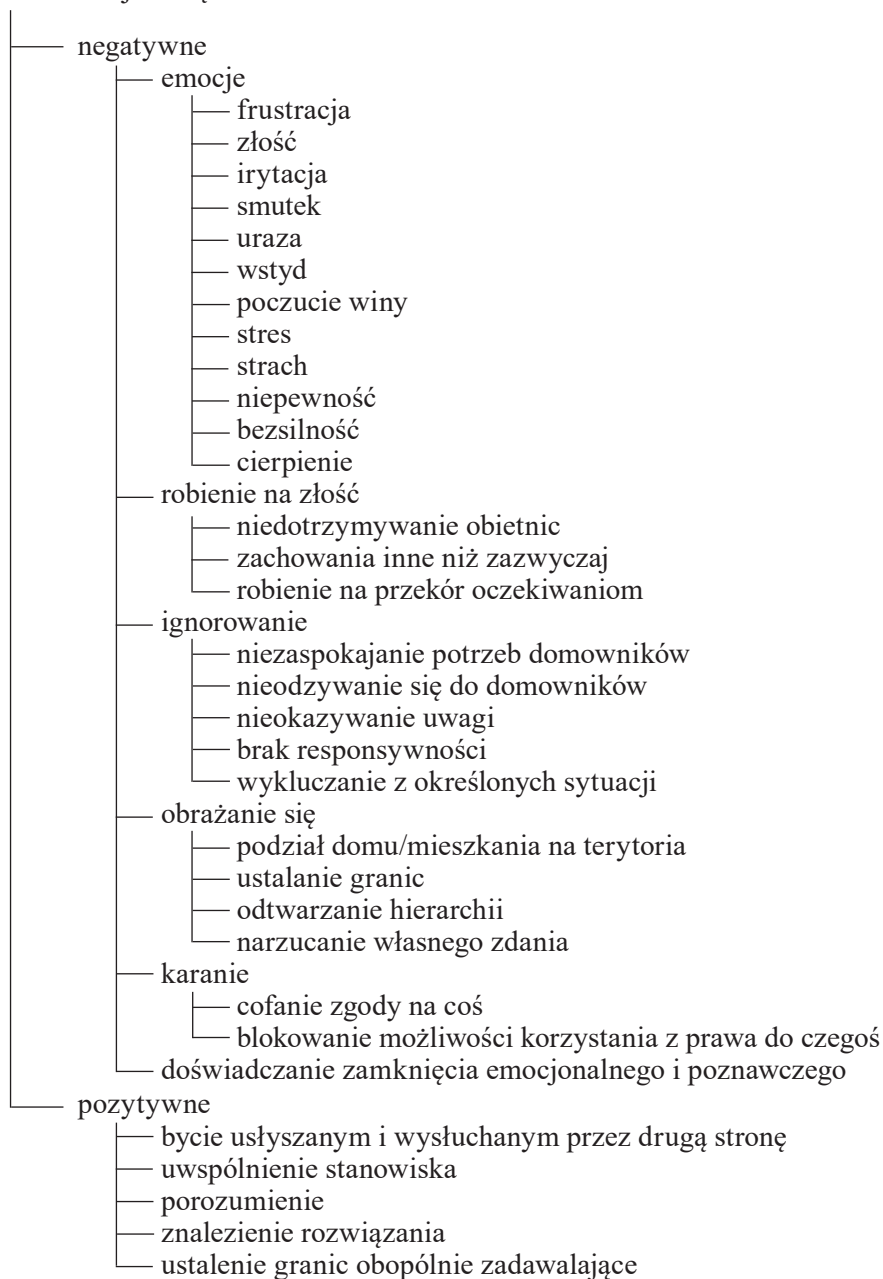 negatywne
emocje
frustracja
złość
irytacja
smutek
uraza
wstyd
poczucie winy
stres
strach
niepewność
bezsilność
cierpienie
robienie na złość
niedotrzymywanie obietnic
zachowania inne niż zazwyczaj
robienie na przekór oczekiwaniom
ignorowanie
niezaspokajanie potrzeb domowników
nieodzywanie się do domowników
nieokazywanie uwagi
brak responsywności
wykluczanie z określonych sytuacji
obrażanie się
podział domu/mieszkania na terytoria
ustalanie granic
odtwarzanie hierarchii
narzucanie własnego zdania
karanie
cofanie zgody na coś
blokowanie możliwości korzystania z prawa do czegoś
doświadczanie zamknięcia emocjonalnego i poznawczego
pozytywne
bycie usłyszanym i wysłuchanym przez drugą stronę
uwspólnienie stanowiska
porozumienie
znalezienie rozwiązania
ustalenie granic obopólnie zadawalające